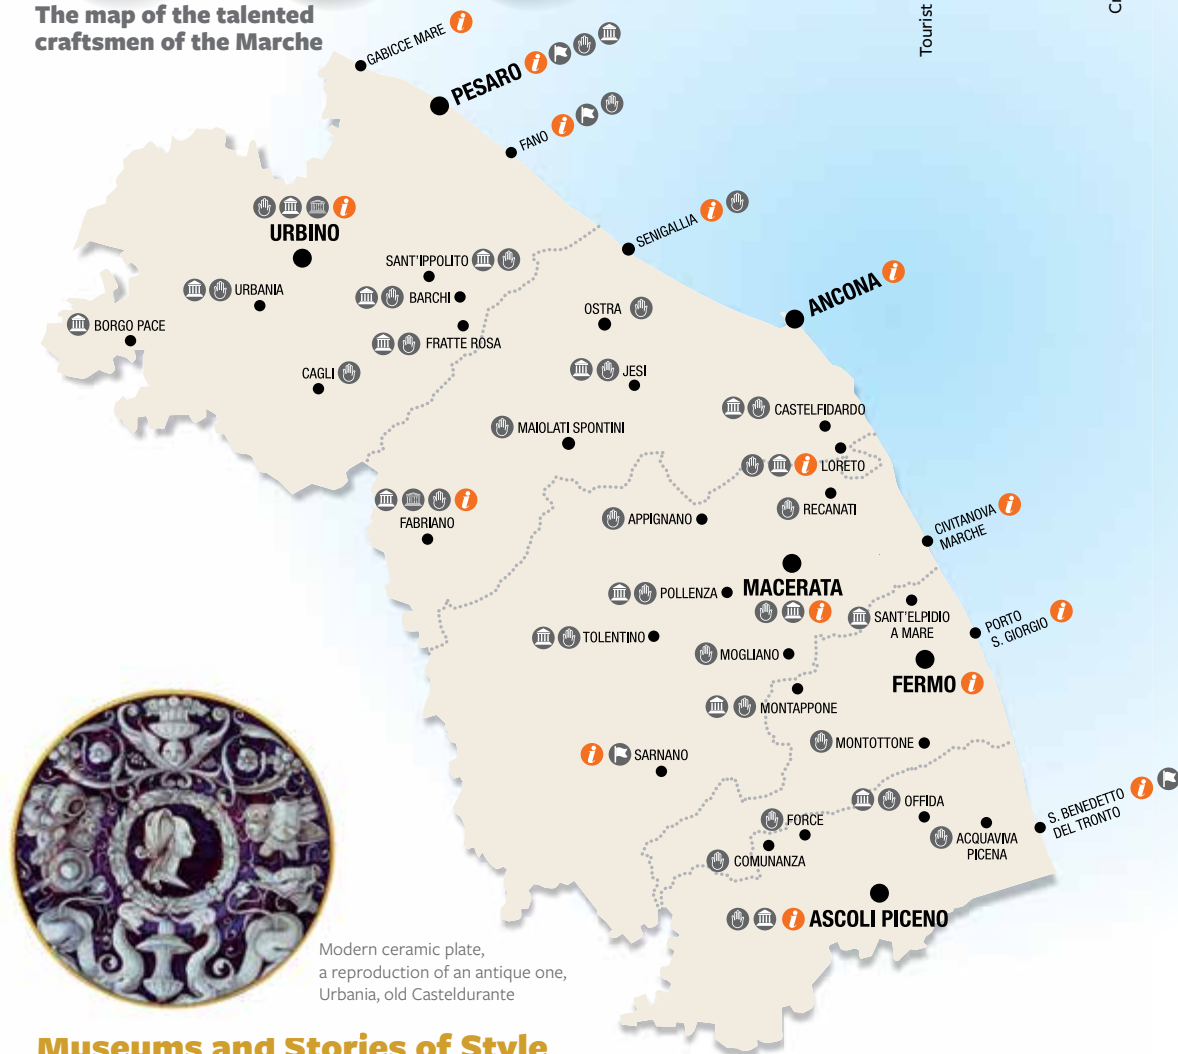 The map of the talented
craftsmen of the Marche
Tourist
GABICCE MARE i
PESARO i
FANO i
i
URBINO
SENIGALLIA i
SANT'IPPOLITO
URBANIA
BARCHI
ANCONA i
OSTRA
BORGO PACE
FRATTE ROSA
CAGLI
JESI
CASTELFIDARDO
MAIOLATI SPONTINI
i LORETO
i
FABRIANO
RECANATI
APPIGNANO
CIVITANOVA i
MARCHE
POLLENZA
MACERATA
i
SANT'ELPIDIO
A MARE
PORTO
S. GIORGIO i
TOLENTINO
MOGLIANO
FERMO i
MONTAPPONE
MONTOTTONE
i SARNANO
OFFIDA
S. BENEDETTO
DEL TRONTO i
FORCE
ACQUAVIVA
PICENA
COMUNANZA
i ASCOLI PICENO
Modern ceramic plate,
a reproduction of an antique one,
Urbania, old Casteldurante
Museums and Stories of Style